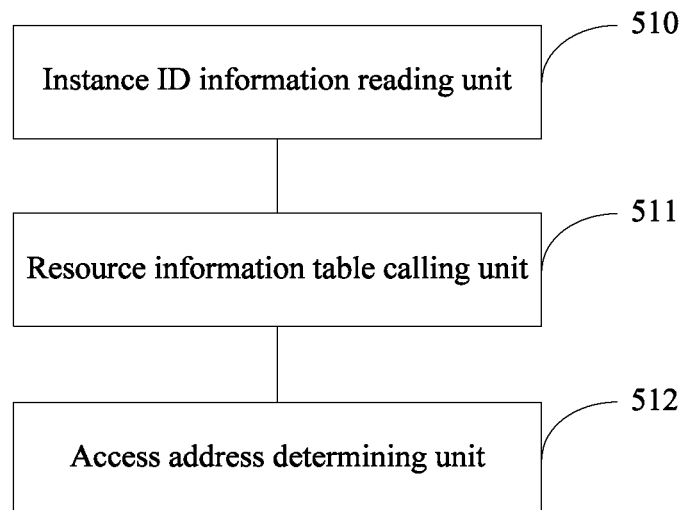 510
Instance ID information reading unit
511
Resource information table calling unit
512
Access address determining unit